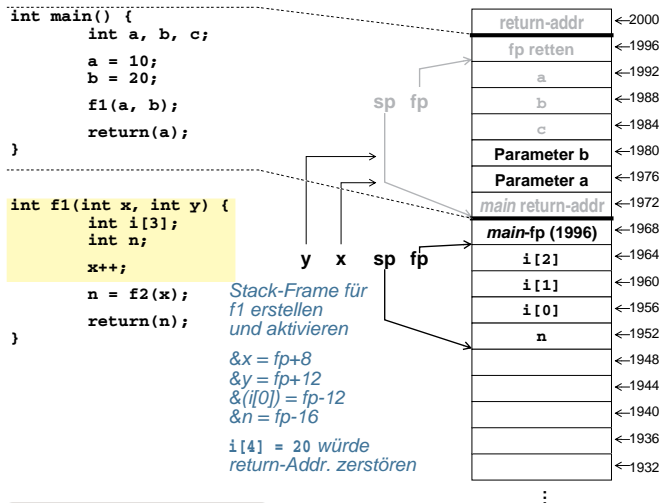 int main() {
int a, b, c;
a = 10;
b = 20;
f1(a, b);
return(a);
}
int f1(int x, int y) {
int i[3];
int n;
x++;
n = f2(x);
return(n);
}
sp fp
y x sp fp
Stack-Frame für
f1 erstellen
und aktivieren
&x = fp+8
&y = fp+12
&(i[0]) = fp-12
&n = fp-16
i[4] = 20 würde
return-Addr. zerstören
return-addr
2000
fp retten
1996
a
1992
b
1988
c
1984
Parameter b
1980
Parameter a
1976
main return-addr
1972
main-fp (1996)
1968
i[2]
1964
i[1]
1960
i[0]
1956
n
1952
1948
1944
1940
1936
1932